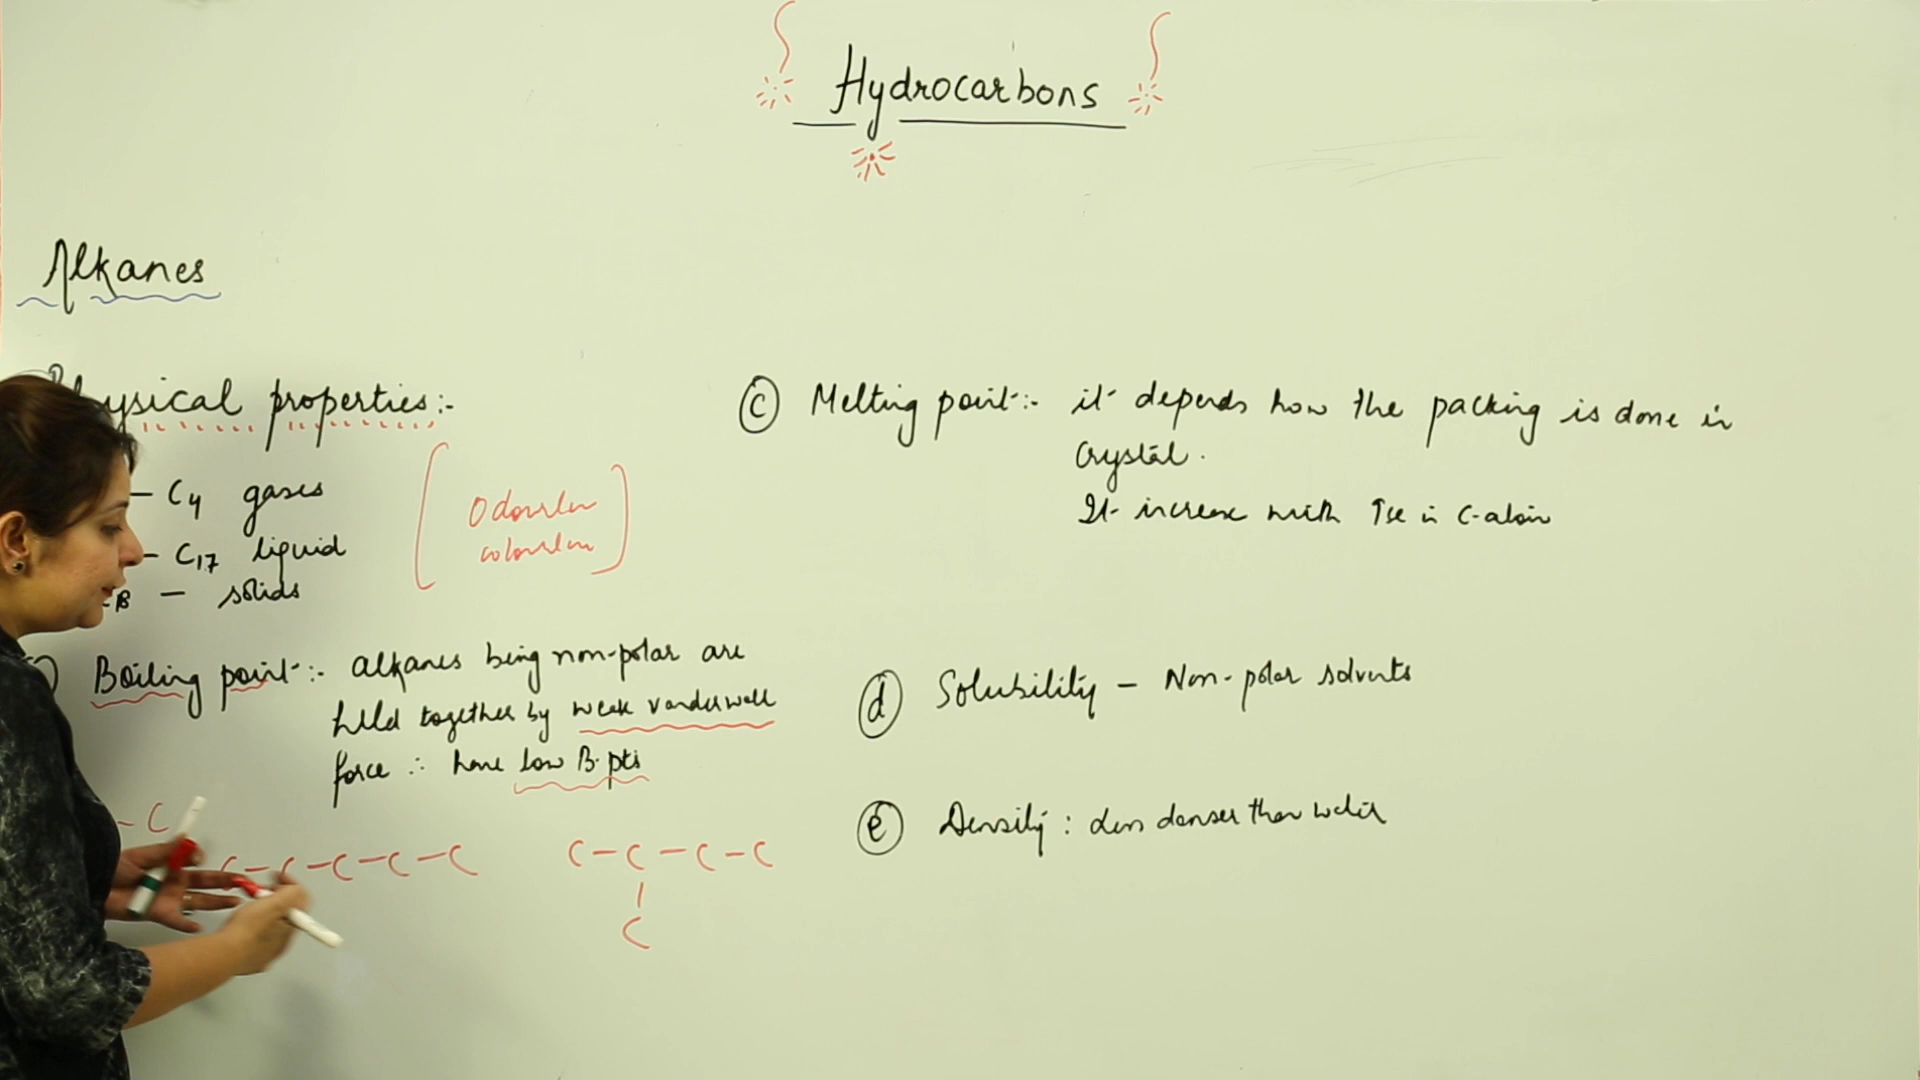 Hydrocarbons
Alkanes
Physical properties:-
- C4 gases
- C17 liquid
- solids
Odourless
colourless
Boiling point:- alkanes being non-polar are
held together by weak vanderwall
force ∴ have low B.pts
- C
C-C-C-C-C
C-C-C-C
|
C
(c) Melting point:- it depends how the packing is done in
Crystal.
It increase with ↑se in C-atom
(d) Solubility - Non-polar solvents
(e) Density: less denser than water